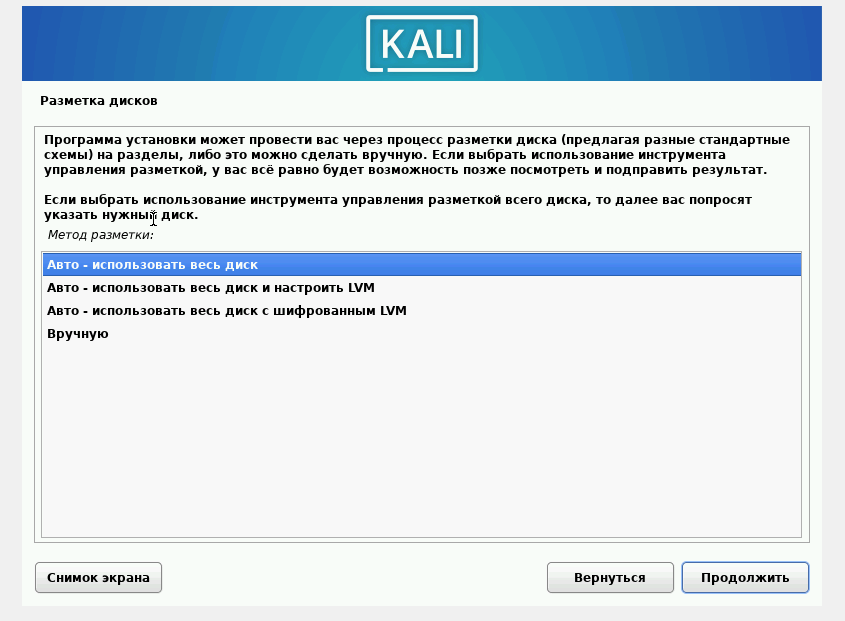 KALI
Разметка дисков
Программа установки может провести вас через процесс разметки диска (предлагая разные стандартные
схемы) на разделы, либо это можно сделать вручную. Если выбрать использование инструмента
управления разметкой, у вас всё равно будет возможность позже посмотреть и подправить результат.
Если выбрать использование инструмента управления разметкой всего диска, то далее вас попросят
указать нужный диск.
Метод разметки:
Авто - использовать весь диск
Авто - использовать весь диск и настроить LVM
Авто - использовать весь диск с шифрованным LVM
Вручную
Снимок экрана
Вернуться
Продолжить